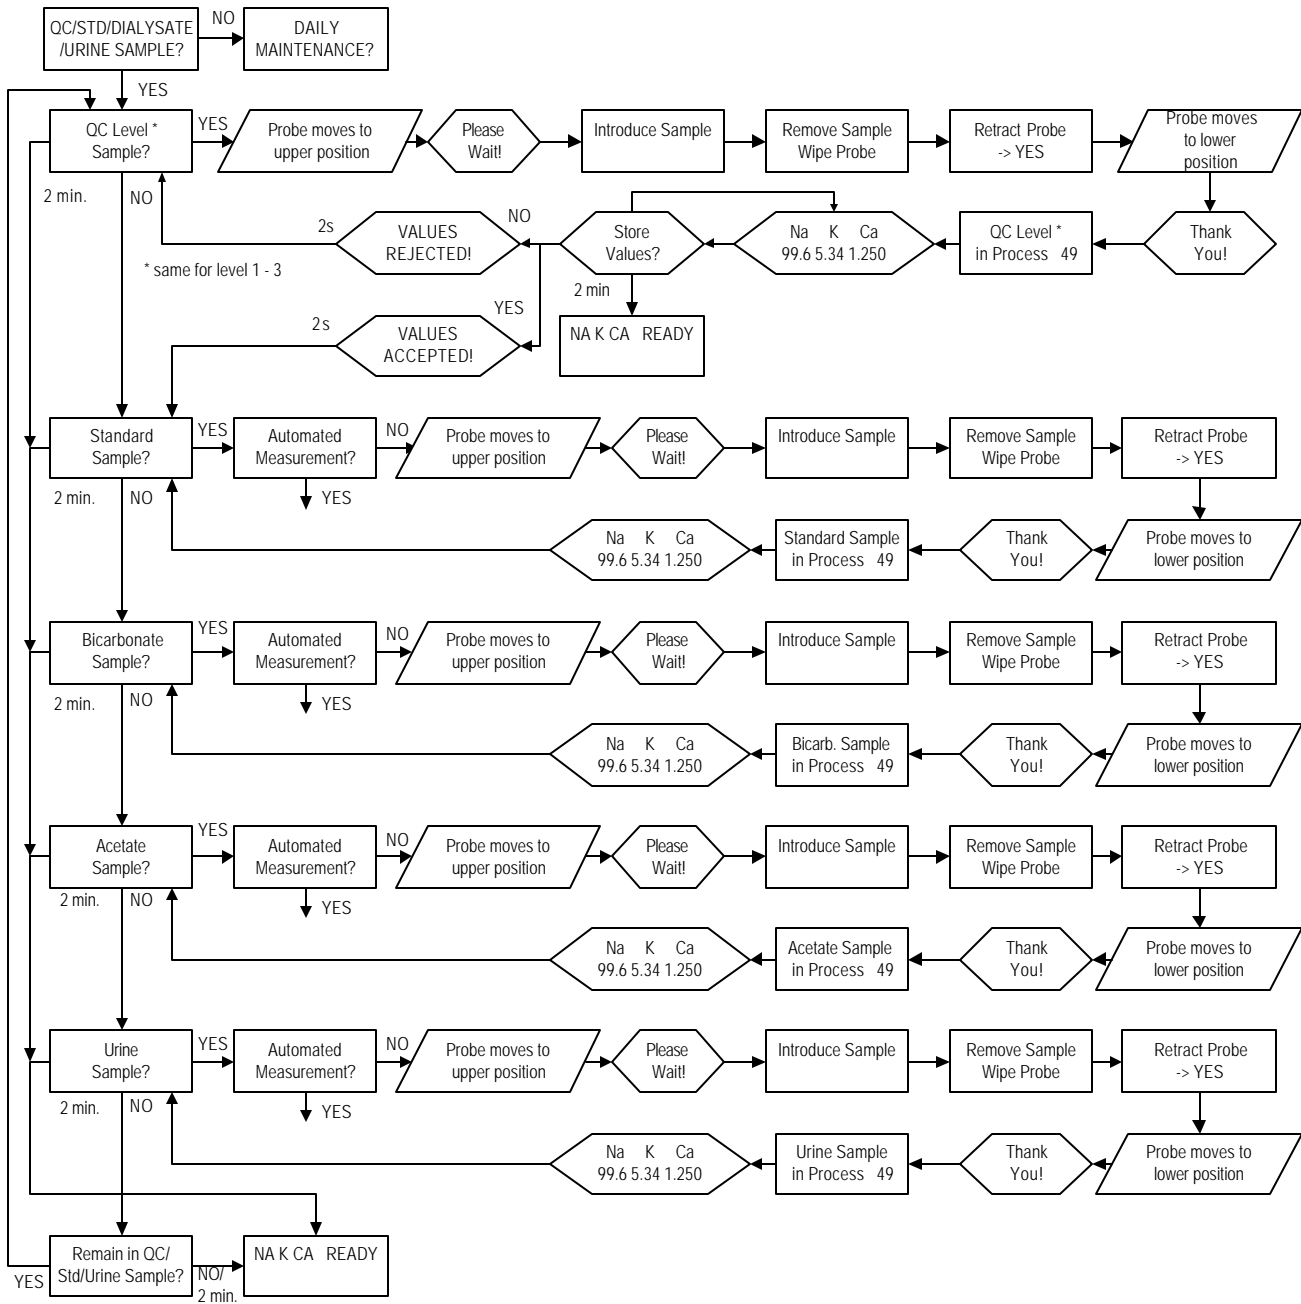 QC/STD/DIALYSATE
/URINE SAMPLE?
NO
DAILY
MAINTENANCE?
YES
QC Level *
Sample?
YES
Probe moves to
upper position
Please
Wait!
Introduce Sample
Remove Sample
Wipe Probe
Retract Probe
-> YES
Probe moves
to lower
position
2 min.
NO
2s
VALUES
REJECTED!
NO
Store
Values?
Na K Ca
99.6 5.34 1.250
QC Level *
in Process 49
Thank
You!
* same for level 1 - 3
2 min
YES
2s
VALUES
ACCEPTED!
NA K CA READY
Standard
Sample?
YES
Automated
Measurement?
NO
Probe moves to
upper position
Please
Wait!
Introduce Sample
Remove Sample
Wipe Probe
Retract Probe
-> YES
2 min.
NO
YES
Na K Ca
99.6 5.34 1.250
Standard Sample
in Process 49
Thank
You!
Probe moves to
lower position
Bicarbonate
Sample?
YES
Automated
Measurement?
NO
Probe moves to
upper position
Please
Wait!
Introduce Sample
Remove Sample
Wipe Probe
Retract Probe
-> YES
2 min.
NO
YES
Na K Ca
99.6 5.34 1.250
Bicarb. Sample
in Process 49
Thank
You!
Probe moves to
lower position
Acetate
Sample?
YES
Automated
Measurement?
NO
Probe moves to
upper position
Please
Wait!
Introduce Sample
Remove Sample
Wipe Probe
Retract Probe
-> YES
2 min.
NO
YES
Na K Ca
99.6 5.34 1.250
Acetate Sample
in Process 49
Thank
You!
Probe moves to
lower position
Urine
Sample?
YES
Automated
Measurement?
NO
Probe moves to
upper position
Please
Wait!
Introduce Sample
Remove Sample
Wipe Probe
Retract Probe
-> YES
2 min.
NO
YES
Na K Ca
99.6 5.34 1.250
Urine Sample
in Process 49
Thank
You!
Probe moves to
lower position
YES
Remain in QC/
Std/Urine Sample?
NO/
2 min.
NA K CA READY